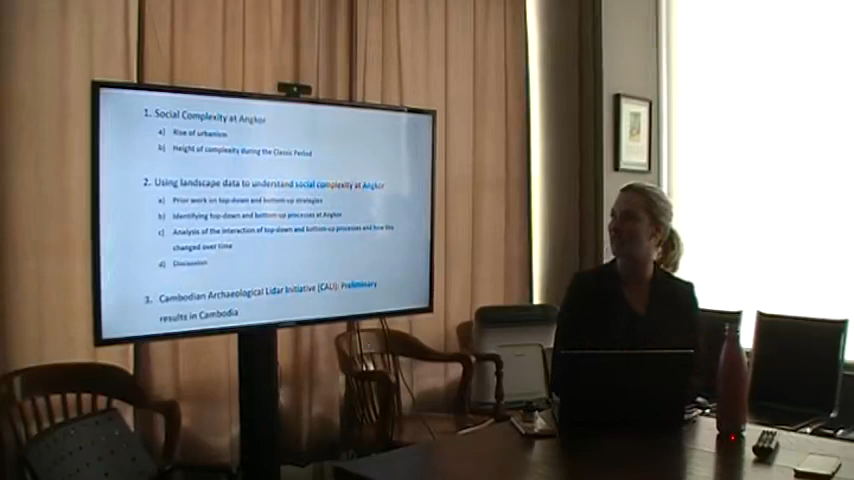 1. Social Complexity at Angkor
a) Rise of urbanism
b) Height of complexity during the Classic Period
2. Using landscape data to understand social complexity at Angkor
a) Prior work on top-down and bottom-up strategies
b) Identifying top-down and bottom-up processes at Angkor
c) Analysis of the interaction of top-down and bottom-up processes and how this
changed over time
d) Discussion
3. Cambodian Archaeological Lidar Initiative (CALI): Preliminary
results in Cambodia